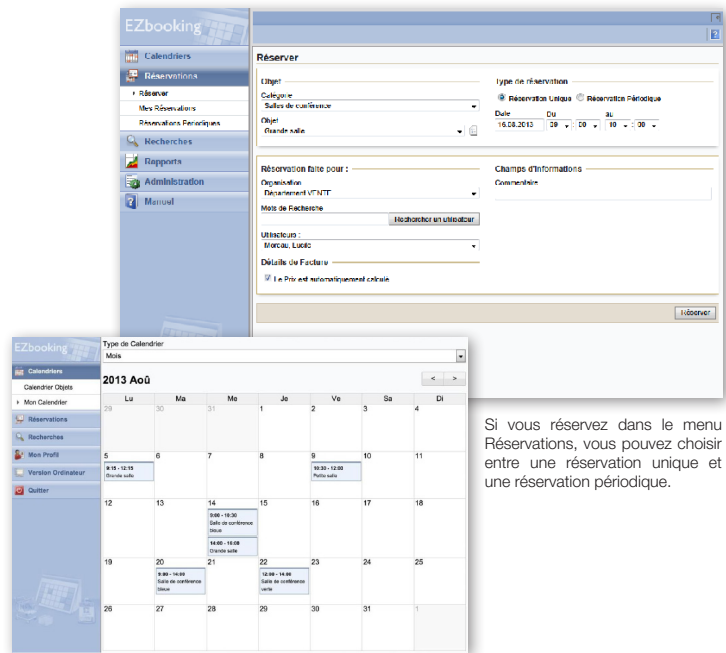 EZbooking
Calendriers
Réservations
Réserver
Mes Réservations
Réservations Periodiques
Recherches
Rapports
Administration
Manuel
Réserver
Objet
Catégorie
Salles de conférence
Objet
Grande salle
Type de réservation
Réservation Unique Réservation Périodique
Date Du au
16.08.2013 09 : 00 10 : 00
Réservation faite pour :
Organisation
Département VENTE
Mots de Recherche
Rechercher un utilisateur
Utilisateurs :
Moreau, Lucile
Détails de Facture
Le Prix est automatiquement calculé
Champs d'Informations
Commentaire
Réserver
EZbooking
Calendriers
Calendrier Objets
Mon Calendrier
Réservations
Recherches
Mon Profil
Version Ordinateur
Quitter
Type de Calendrier
Mois
2013 Aoû
< >
Lu Ma Me Je Ve Sa Di
29 30 31 1 2 3 4
5 6 7 8 9 10 11
9:15 - 12:15
Grande salle
10:30 - 12:00
Petite salle
12 13 14 15 16 17 18
9:00 - 10:30
Salle de conférence
bleue
14:00 - 16:00
Grande salle
19 20 21 22 23 24 25
9:00 - 14:00
Salle de conférence
bleue
12:00 - 14:00
Salle de conférence
verte
26 27 28 29 30 31 1
Si vous réservez dans le menu
Réservations, vous pouvez choisir
entre une réservation unique et
une réservation périodique.